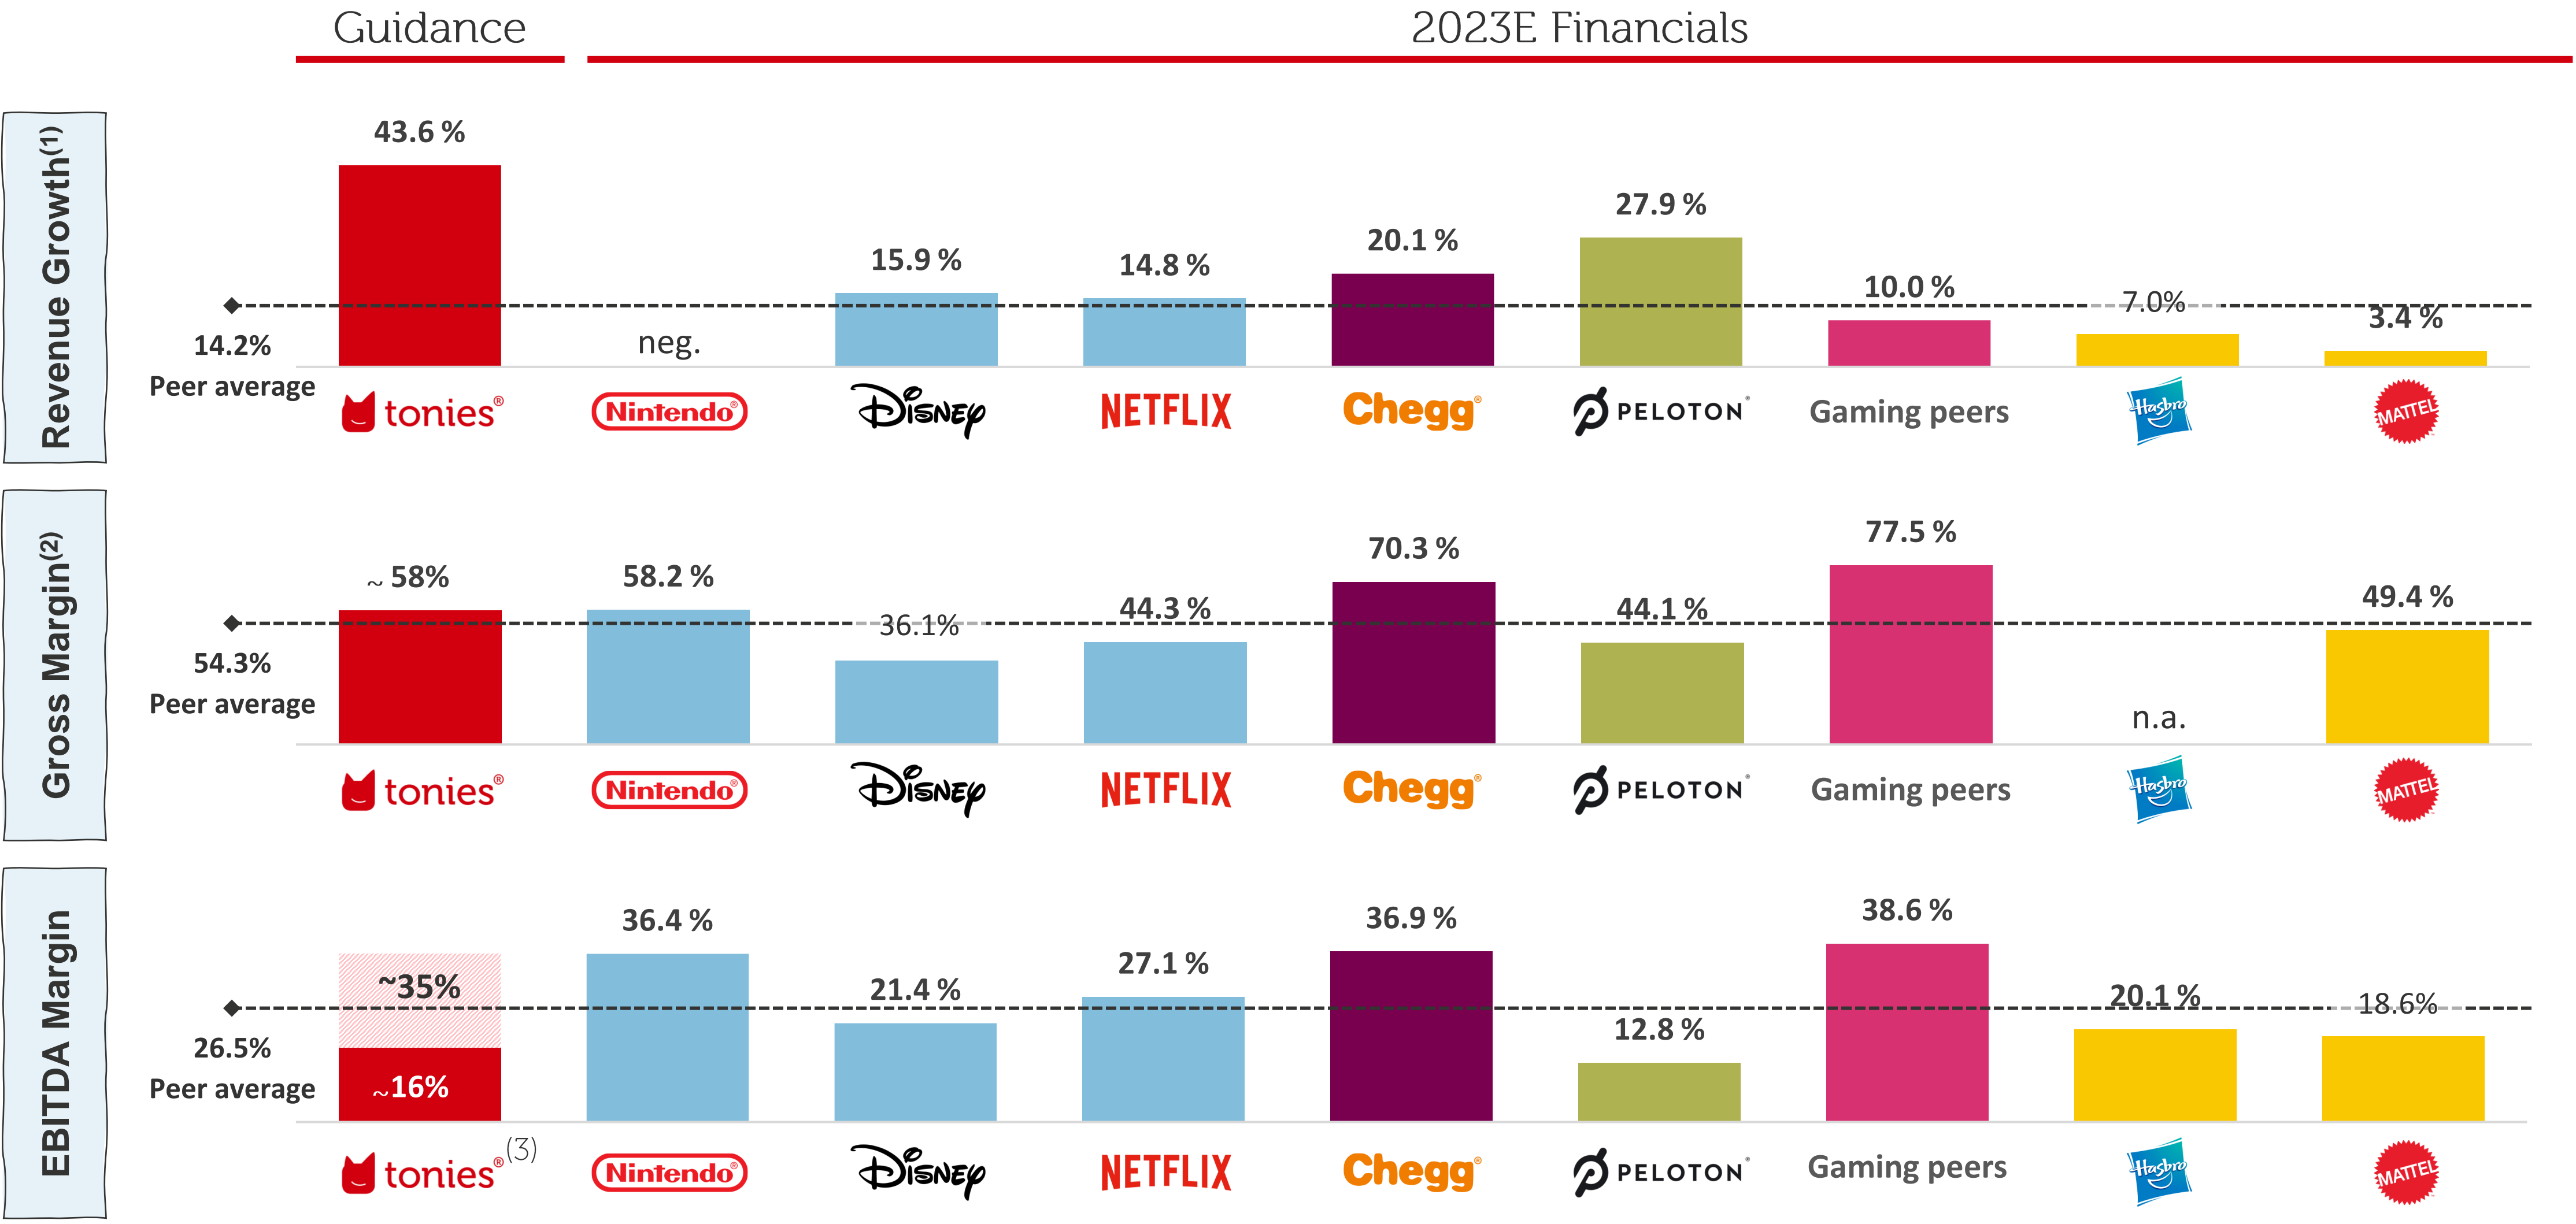 Guidance
2023E Financials
Revenue Growth(1)
43.6 %
neg.
15.9 %
14.8 %
20.1 %
27.9 %
10.0 %
7.0%
3.4 %
14.2%
Peer average
tonies®
Nintendo®
Disney
NETFLIX
Chegg®
PELOTON®
Gaming peers
Hasbro
MATTEL
Gross Margin(2)
~ 58%
58.2 %
36.1%
44.3 %
70.3 %
44.1 %
77.5 %
n.a.
49.4 %
54.3%
Peer average
tonies®
Nintendo®
Disney
NETFLIX
Chegg®
PELOTON®
Gaming peers
Hasbro
MATTEL
EBITDA Margin
~35%
~16%
36.4 %
21.4 %
27.1 %
36.9 %
12.8 %
38.6 %
20.1 %
18.6%
26.5%
Peer average
tonies®(3)
Nintendo®
Disney
NETFLIX
Chegg®
PELOTON®
Gaming peers
Hasbro
MATTEL